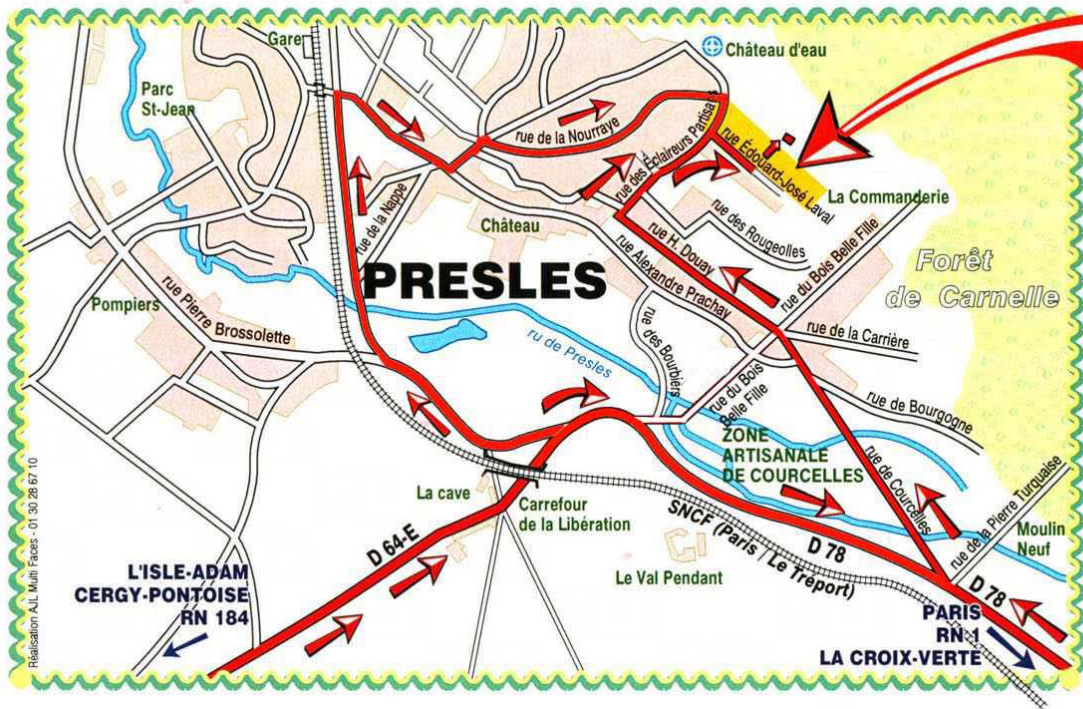 Gare
Château d'eau
Parc
St-Jean
rue de la Nourraye
rue des Éclaireurs Partisans
rue Édouard-José Laval
La Commanderie
rue de la Nappe
Château
rue des Rougeolles
rue H. Douay
rue du Bois Belle Fille
rue Alexandre Prachay
Forêt
de Carnelle
PRESLES
Pompiers
rue Pierre Brossolette
ru de Presles
rue des Bourbiers
rue de la Carrière
rue du Bois
Belle Fille
rue de Bourgogne
ZONE
ARTISANALE
DE COURCELLES
rue de Courcelles
rue de la Pierre Turquaise
La cave
Carrefour
de la Libération
SNCF (Paris / Le Tréport)
Moulin
Neuf
D 64-E
D 78
Le Val Pendant
D 78
L'ISLE-ADAM
CERGY-PONTOISE
RN 184
PARIS
RN 1
LA CROIX-VERTE
Réalisation AJL Multi Faces - 01 30 28 67 10